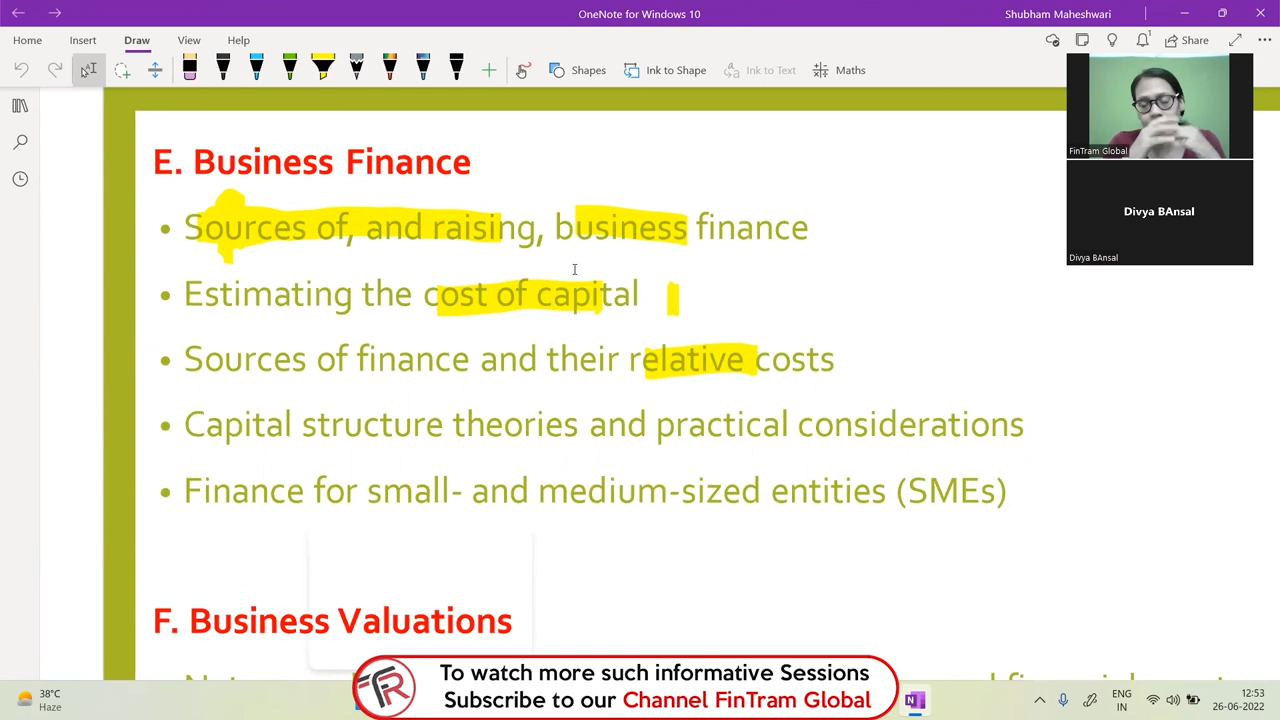 OneNote for Windows 10
Shubham Maheshwari
Home Insert Draw View Help
Share
Shapes Ink to Shape Ink to Text Maths
FinTram Global
Divya BAnsal
Divya BAnsal
E. Business Finance
• Sources of, and raising, business finance
• Estimating the cost of capital
• Sources of finance and their relative costs
• Capital structure theories and practical considerations
• Finance for small- and medium-sized entities (SMEs)
F. Business Valuations
To watch more such informative Sessions
Subscribe to our Channel FinTram Global
38°C
Haze
ENG
IN
12:53
26-06-2022